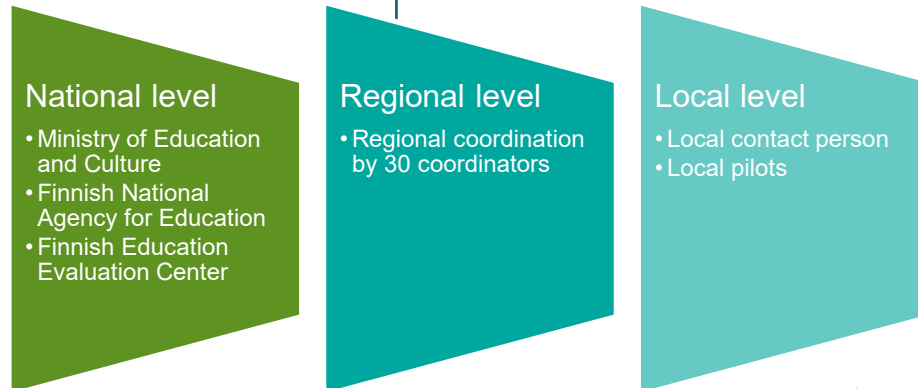 National level
• Ministry of Education
and Culture
• Finnish National
Agency for Education
• Finnish Education
Evaluation Center
Regional level
• Regional coordination
by 30 coordinators
Local level
• Local contact person
• Local pilots